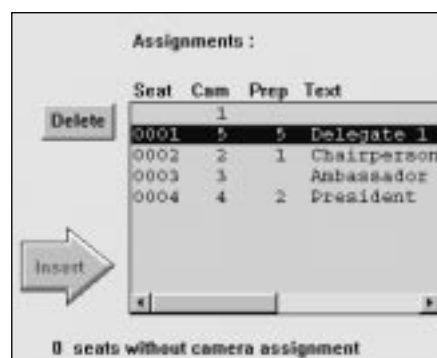 Assignments :
Seat Cam Prep Text
Delete
1
0001 5 5 Delegate 1
0002 2 1 Chairperson
0003 3 Ambassador
0004 4 2 President
Insert
0 seats without camera assignment